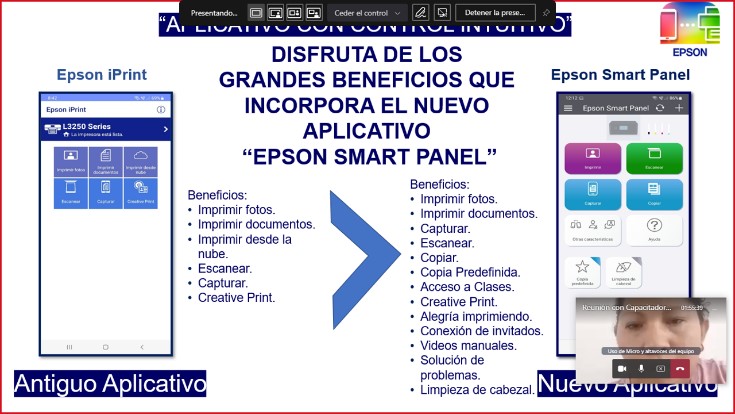 Presentando...
Ceder el control
Detener la prese...
“APLICATIVO CON CONTROL INTUITIVO”
EPSON
DISFRUTA DE LOS
GRANDES BENEFICIOS QUE
INCORPORA EL NUEVO
APLICATIVO
“EPSON SMART PANEL”
Epson iPrint
Epson iPrint
L3250 Series
La impresora está lista.
Imprimir fotos
Imprimir
documentos
Imprimir desde
nube
Escanear
Capturar
Creative Print
Beneficios:
• Imprimir fotos.
• Imprimir documentos.
• Imprimir desde la
nube.
• Escanear.
• Capturar.
• Creative Print.
Beneficios:
• Imprimir fotos.
• Imprimir documentos.
• Capturar.
• Escanear.
• Copiar.
• Copia Predefinida.
• Acceso a Clases.
• Creative Print.
• Alegría imprimiendo.
• Conexión de invitados.
• Videos manuales.
• Solución de
problemas.
• Limpieza de cabezal.
Epson Smart Panel
Epson Smart Panel
Imprimir
Escanear
Capturar
Copiar
Otras características
Ayuda
Copia
predefinida
Limpieza de
cabezal
Reunión con Capacitador...
01:55:39
Uso de Micro y altavoces del equipo
Antiguo Aplicativo
Nuevo Aplicativo